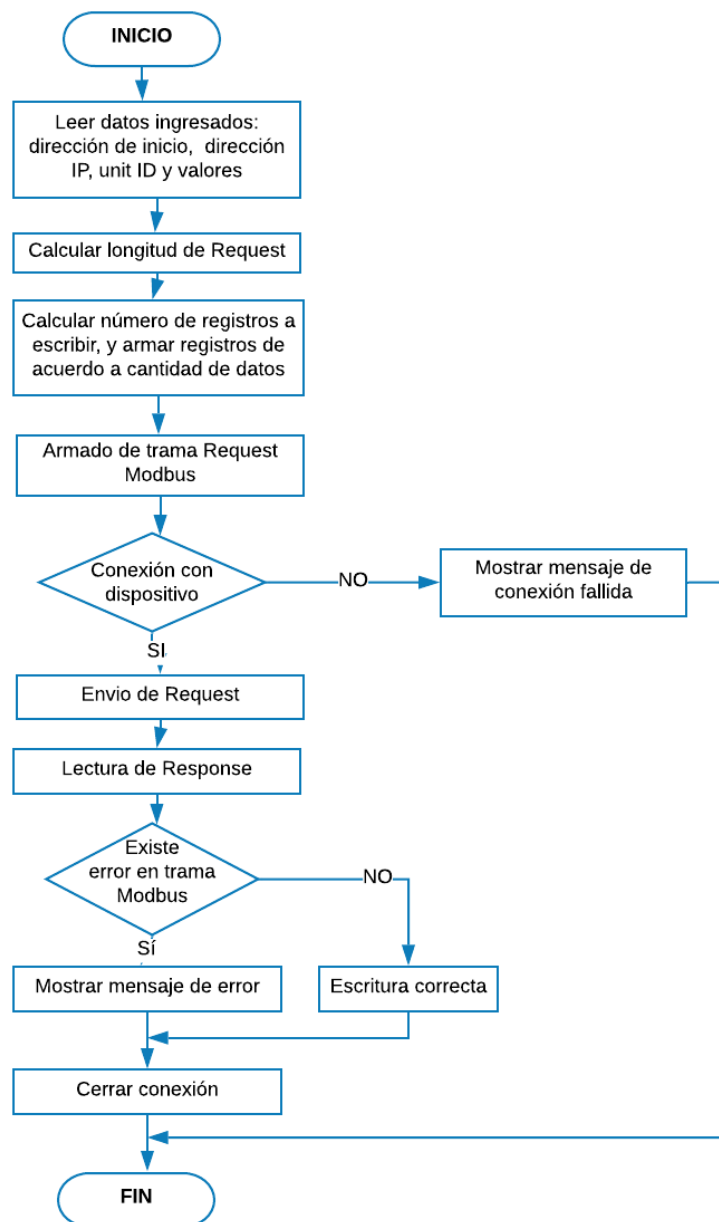 INICIO
Leer datos ingresados:
dirección de inicio, dirección
IP, unit ID y valores
Calcular longitud de Request
Calcular número de registros a
escribir, y armar registros de
acuerdo a cantidad de datos
Armado de trama Request
Modbus
Conexión con
dispositivo
NO
Mostrar mensaje de
conexión fallida
SI
Envio de Request
Lectura de Response
Existe
error en trama
Modbus
NO
Sí
Mostrar mensaje de error
Escritura correcta
Cerrar conexión
FIN